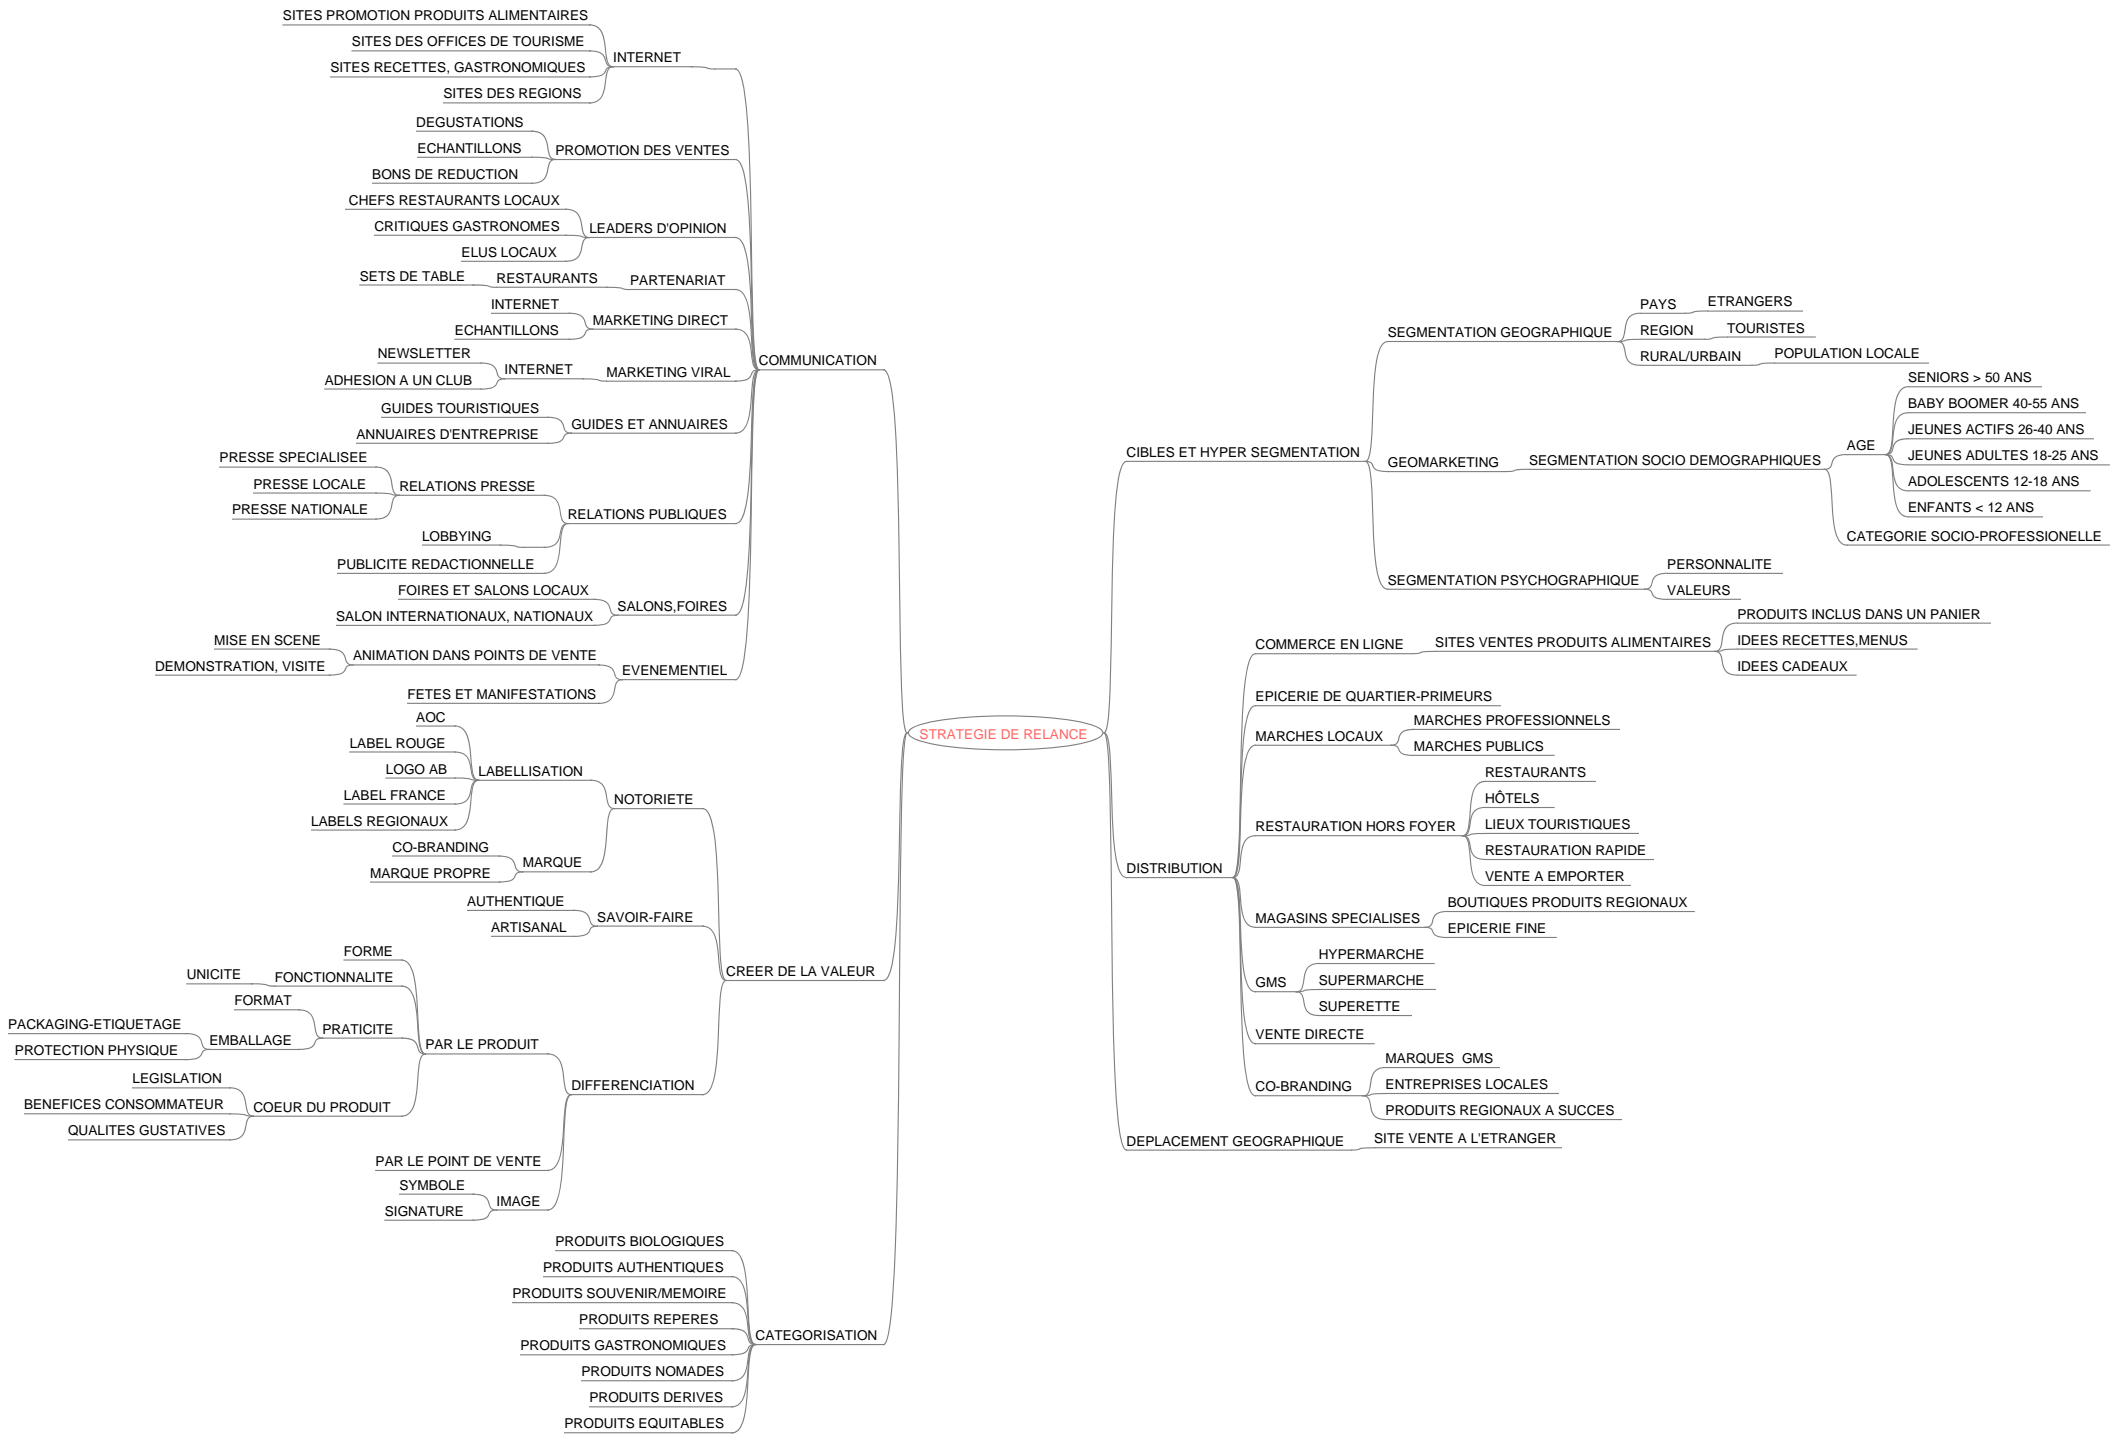 SITES PROMOTION PRODUITS ALIMENTAIRES
SITES DES OFFICES DE TOURISME
SITES RECETTES, GASTRONOMIQUES
SITES DES REGIONS
INTERNET
DEGUSTATIONS
ECHANTILLONS
BONS DE REDUCTION
PROMOTION DES VENTES
CHEFS RESTAURANTS LOCAUX
CRITIQUES GASTRONOMES
ELUS LOCAUX
LEADERS D'OPINION
SETS DE TABLE
RESTAURANTS
PARTENARIAT
INTERNET
ECHANTILLONS
MARKETING DIRECT
NEWSLETTER
ADHESION A UN CLUB
INTERNET
MARKETING VIRAL
GUIDES TOURISTIQUES
ANNUAIRES D'ENTREPRISE
GUIDES ET ANNUAIRES
PRESSE SPECIALISEE
PRESSE LOCALE
PRESSE NATIONALE
RELATIONS PRESSE
LOBBYING
PUBLICITE REDACTIONNELLE
RELATIONS PUBLIQUES
FOIRES ET SALONS LOCAUX
SALON INTERNATIONAUX, NATIONAUX
SALONS,FOIRES
MISE EN SCENE
DEMONSTRATION, VISITE
ANIMATION DANS POINTS DE VENTE
FETES ET MANIFESTATIONS
EVENEMENTIEL
COMMUNICATION
AOC
LABEL ROUGE
LOGO AB
LABEL FRANCE
LABELS REGIONAUX
LABELLISATION
CO-BRANDING
MARQUE PROPRE
MARQUE
NOTORIETE
AUTHENTIQUE
ARTISANAL
SAVOIR-FAIRE
FORME
UNICITE
FONCTIONNALITE
FORMAT
PACKAGING-ETIQUETAGE
PROTECTION PHYSIQUE
EMBALLAGE
PRATICITE
LEGISLATION
BENEFICES CONSOMMATEUR
QUALITES GUSTATIVES
COEUR DU PRODUIT
PAR LE PRODUIT
PAR LE POINT DE VENTE
SYMBOLE
SIGNATURE
IMAGE
DIFFERENCIATION
CREER DE LA VALEUR
PRODUITS BIOLOGIQUES
PRODUITS AUTHENTIQUES
PRODUITS SOUVENIR/MEMOIRE
PRODUITS REPERES
PRODUITS GASTRONOMIQUES
PRODUITS NOMADES
PRODUITS DERIVES
PRODUITS EQUITABLES
CATEGORISATION
STRATEGIE DE RELANCE
CIBLES ET HYPER SEGMENTATION
SEGMENTATION GEOGRAPHIQUE
PAYS
ETRANGERS
REGION
TOURISTES
RURAL/URBAIN
POPULATION LOCALE
GEOMARKETING
SEGMENTATION SOCIO DEMOGRAPHIQUES
AGE
SENIORS > 50 ANS
BABY BOOMER 40-55 ANS
JEUNES ACTIFS 26-40 ANS
JEUNES ADULTES 18-25 ANS
ADOLESCENTS 12-18 ANS
ENFANTS < 12 ANS
CATEGORIE SOCIO-PROFESSIONELLE
SEGMENTATION PSYCHOGRAPHIQUE
PERSONNALITE
VALEURS
DISTRIBUTION
COMMERCE EN LIGNE
SITES VENTES PRODUITS ALIMENTAIRES
PRODUITS INCLUS DANS UN PANIER
IDEES RECETTES,MENUS
IDEES CADEAUX
EPICERIE DE QUARTIER-PRIMEURS
MARCHES LOCAUX
MARCHES PROFESSIONNELS
MARCHES PUBLICS
RESTAURATION HORS FOYER
RESTAURANTS
HÔTELS
LIEUX TOURISTIQUES
RESTAURATION RAPIDE
VENTE A EMPORTER
MAGASINS SPECIALISES
BOUTIQUES PRODUITS REGIONAUX
EPICERIE FINE
GMS
HYPERMARCHE
SUPERMARCHE
SUPERETTE
VENTE DIRECTE
CO-BRANDING
MARQUES  GMS
ENTREPRISES LOCALES
PRODUITS REGIONAUX A SUCCES
DEPLACEMENT GEOGRAPHIQUE
SITE VENTE A L'ETRANGER